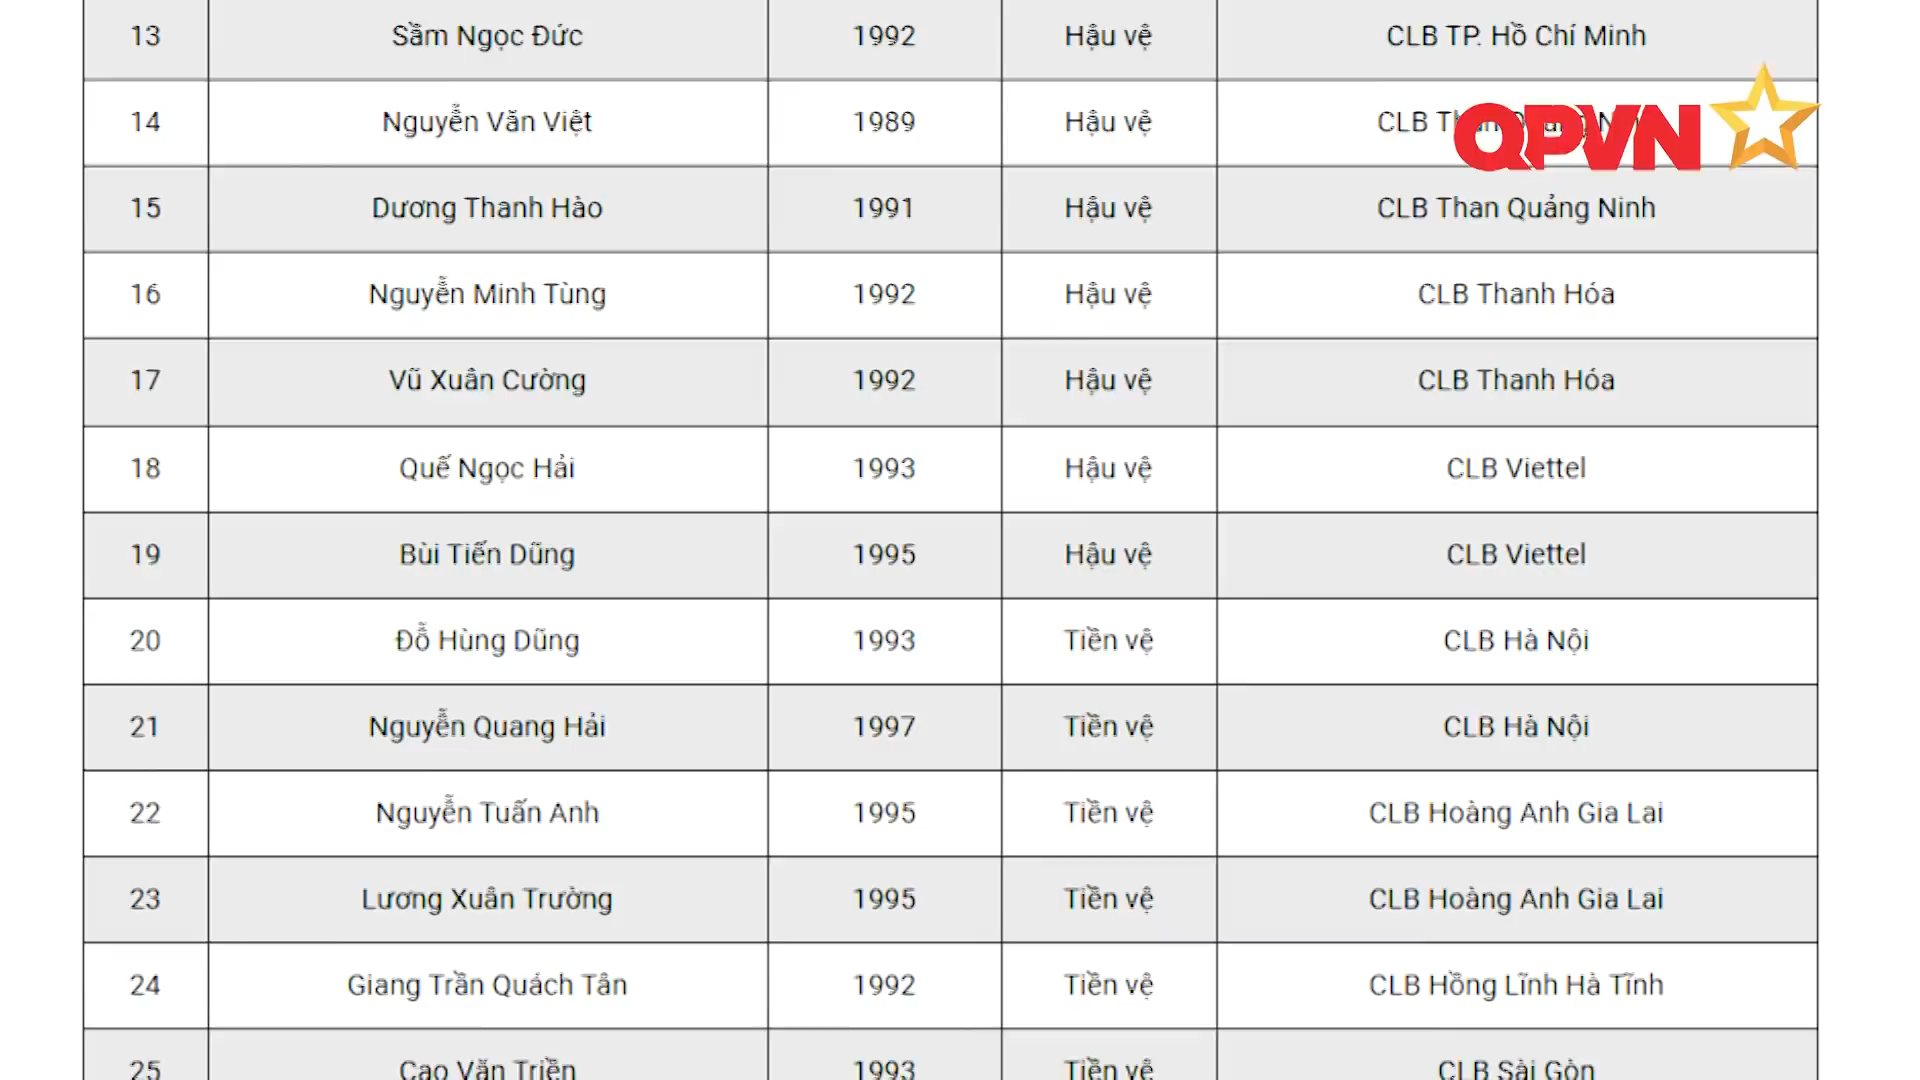 13 Sầm Ngọc Đức 1992 Hậu vệ CLB TP. Hồ Chí Minh
14 Nguyễn Văn Việt 1989 Hậu vệ CLB
QPVN
15 Dương Thanh Hào 1991 Hậu vệ CLB Than Quảng Ninh
16 Nguyễn Minh Tùng 1992 Hậu vệ CLB Thanh Hóa
17 Vũ Xuân Cường 1992 Hậu vệ CLB Thanh Hóa
18 Quế Ngọc Hải 1993 Hậu vệ CLB Viettel
19 Bùi Tiến Dũng 1995 Hậu vệ CLB Viettel
20 Đỗ Hùng Dũng 1993 Tiền vệ CLB Hà Nội
21 Nguyễn Quang Hải 1997 Tiền vệ CLB Hà Nội
22 Nguyễn Tuấn Anh 1995 Tiền vệ CLB Hoàng Anh Gia Lai
23 Lương Xuân Trường 1995 Tiền vệ CLB Hoàng Anh Gia Lai
24 Giang Trần Quách Tân 1992 Tiền vệ CLB Hồng Lĩnh Hà Tĩnh
25 Cao Văn Triền 1993 Tiền vệ CLB Sài Gòn